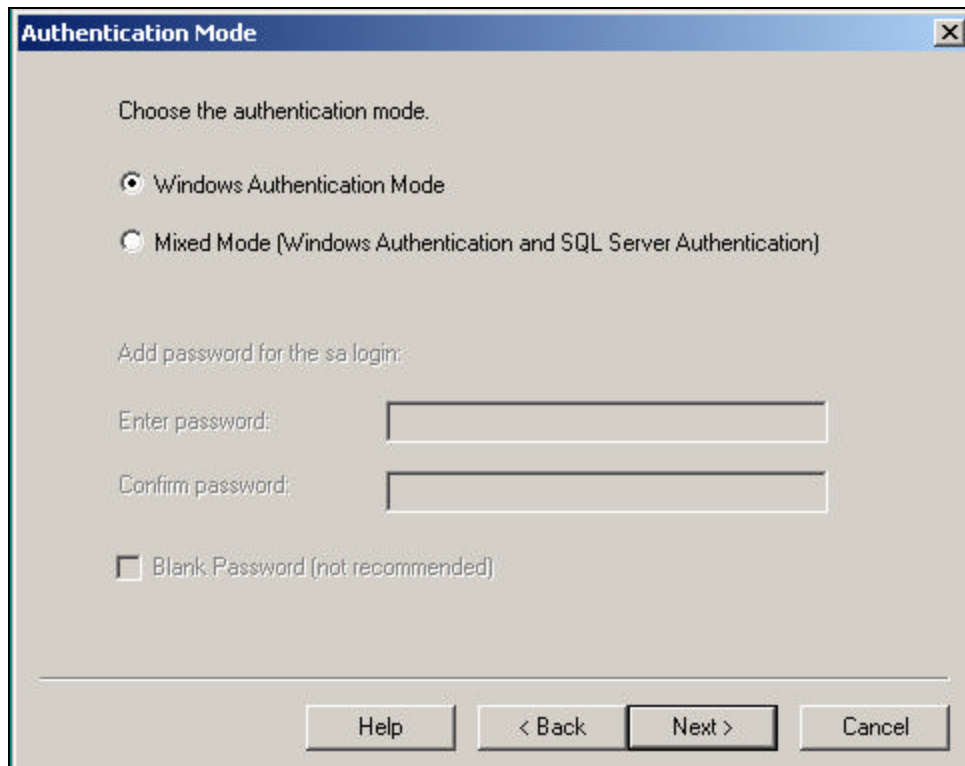 Authentication Mode
Choose the authentication mode.
Windows Authentication Mode
Mixed Mode (Windows Authentication and SQL Server Authentication)
Add password for the sa login:
Enter password:
Confirm password:
Blank Password (not recommended)
Help < Back Next > Cancel